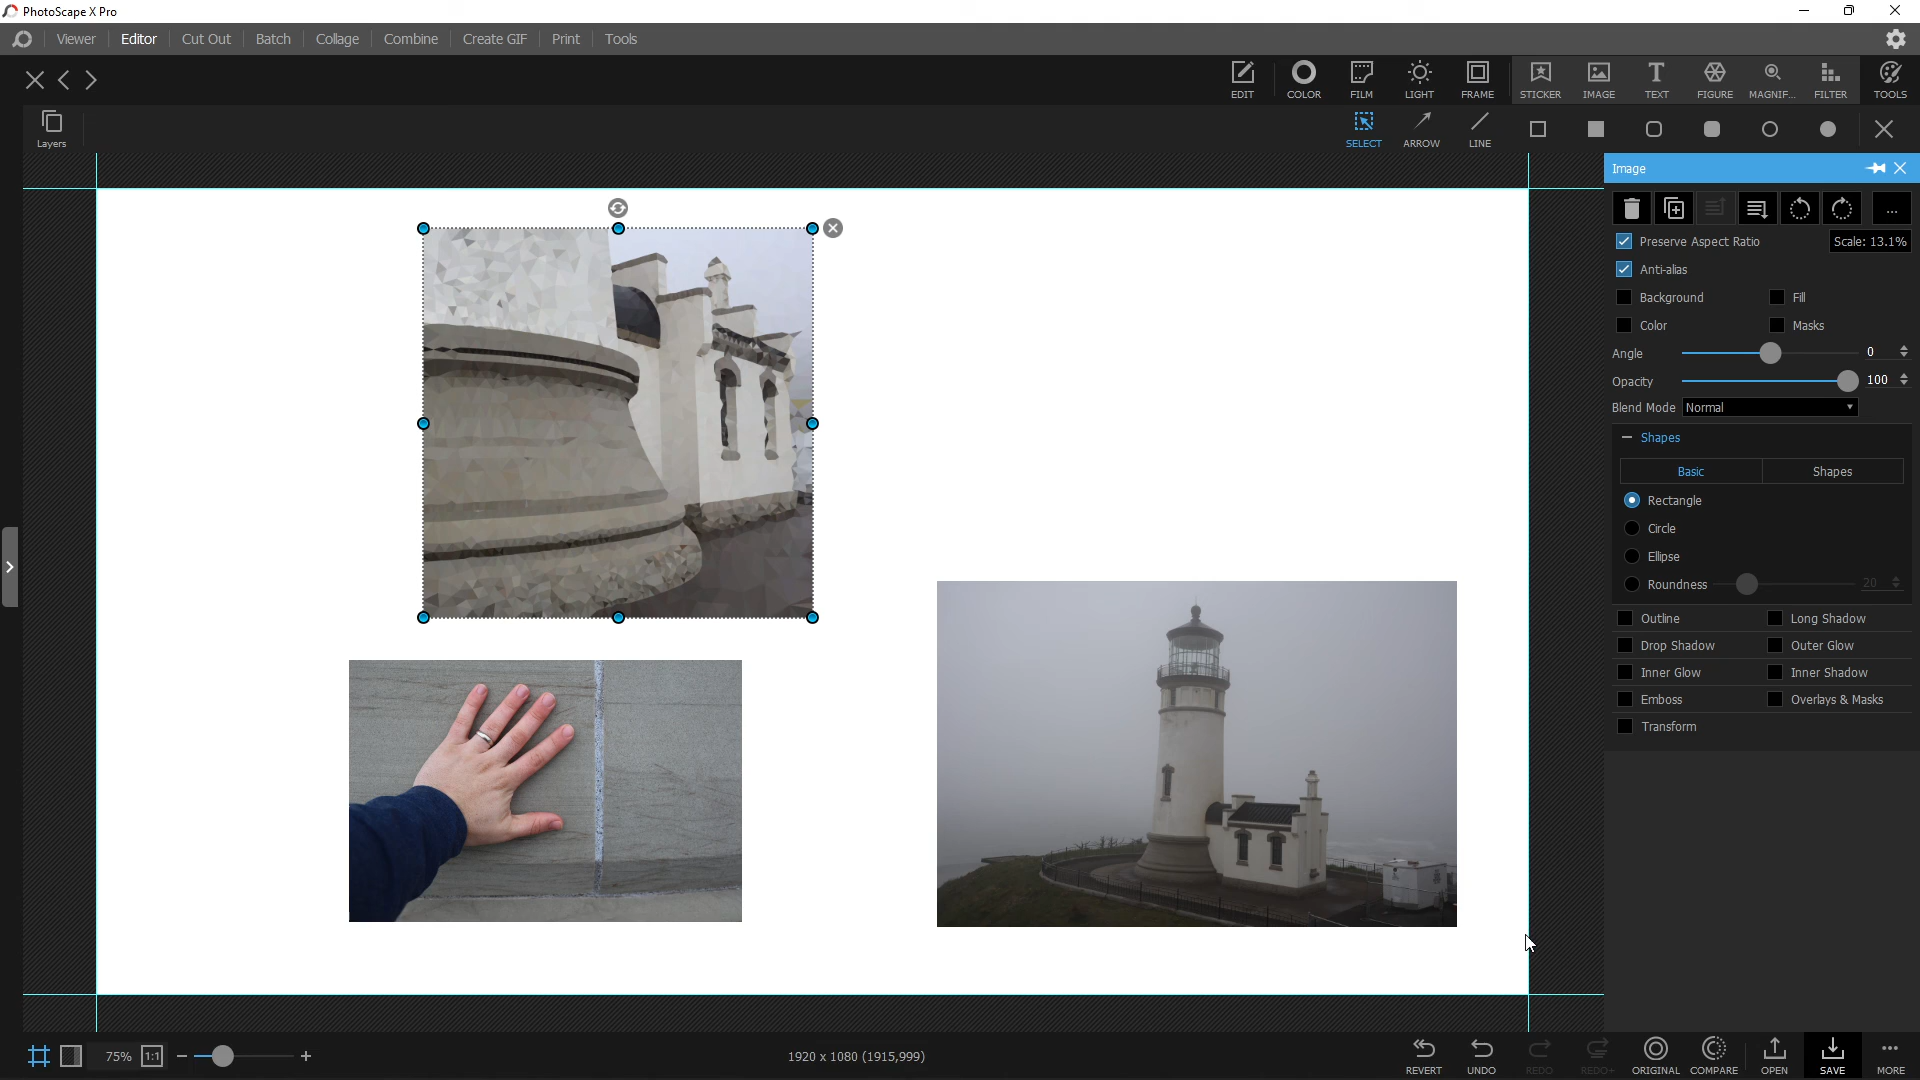 PhotoScape X Pro
Viewer Editor Cut Out Batch Collage Combine Create GIF Print Tools
EDIT COLOR FILM LIGHT FRAME STICKER IMAGE TEXT FIGURE MAGNIF... FILTER TOOLS
Layers SELECT ARROW LINE
Image
...
Preserve Aspect Ratio Scale: 13.1%
Anti-alias
Background Fill
Color Masks
Angle 0
Opacity 100
Blend Mode Normal
Shapes
Basic Shapes
Rectangle
Circle
Ellipse
Roundness 20
Outline Long Shadow
Drop Shadow Outer Glow
Inner Glow Inner Shadow
Emboss Overlays & Masks
Transform
75% 1:1 1920 x 1080 (1915,999)
REVERT UNDO REDO REDO+ ORIGINAL COMPARE OPEN SAVE MORE